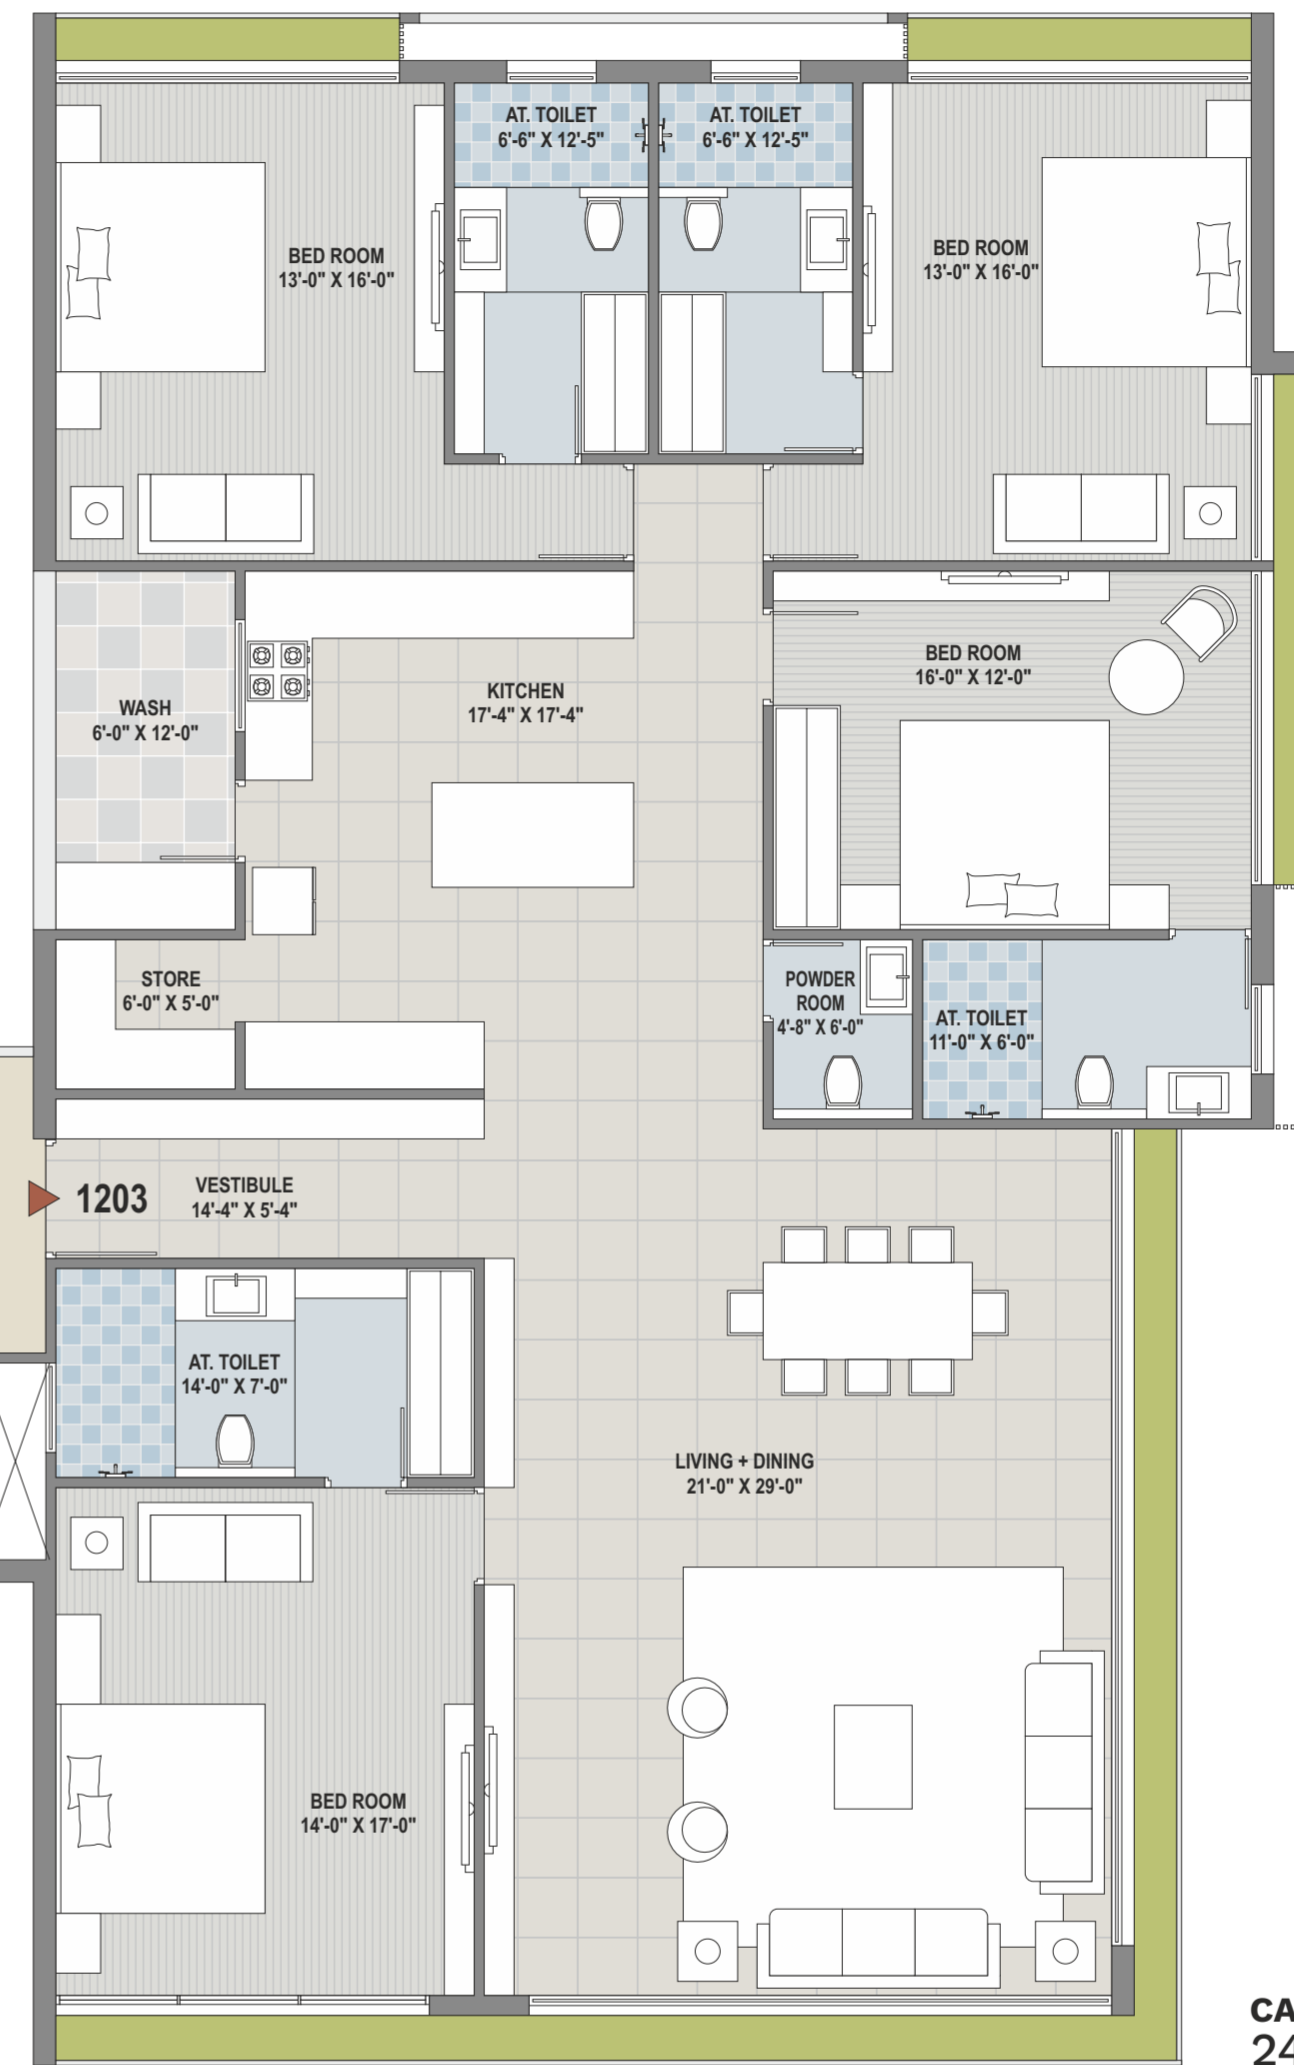 AT. TOILET
6'-6" X 12'-5"
AT. TOILET
6'-6" X 12'-5"
BED ROOM
13'-0" X 16'-0"
BED ROOM
13'-0" X 16'-0"
BED ROOM
16'-0" X 12'-0"
KITCHEN
17'-4" X 17'-4"
WASH
6'-0" X 12'-0"
STORE
6'-0" X 5'-0"
POWDER
ROOM
4'-8" X 6'-0"
AT. TOILET
11'-0" X 6'-0"
1203
VESTIBULE
14'-4" X 5'-4"
AT. TOILET
14'-0" X 7'-0"
LIVING + DINING
21'-0" X 29'-0"
BED ROOM
14'-0" X 17'-0"
CA
24